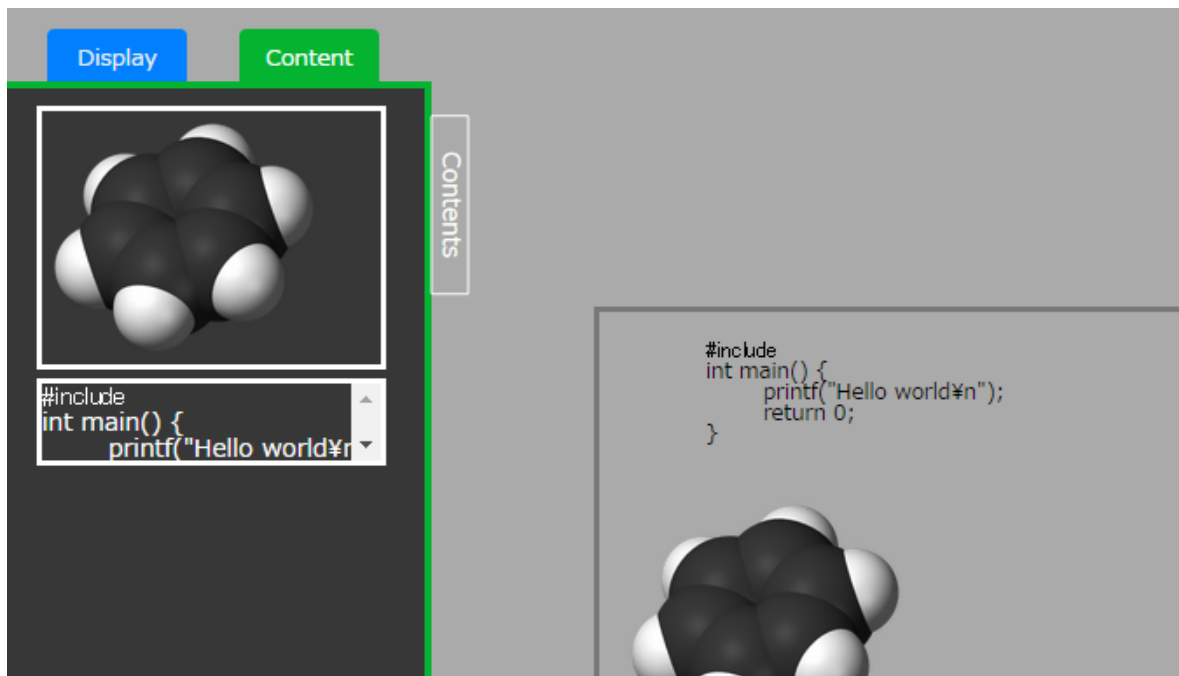 Display
Content
Contents
#include
int main() {
printf("Hello world¥n
#include
int main() {
printf("Hello world¥n");
return 0;
}